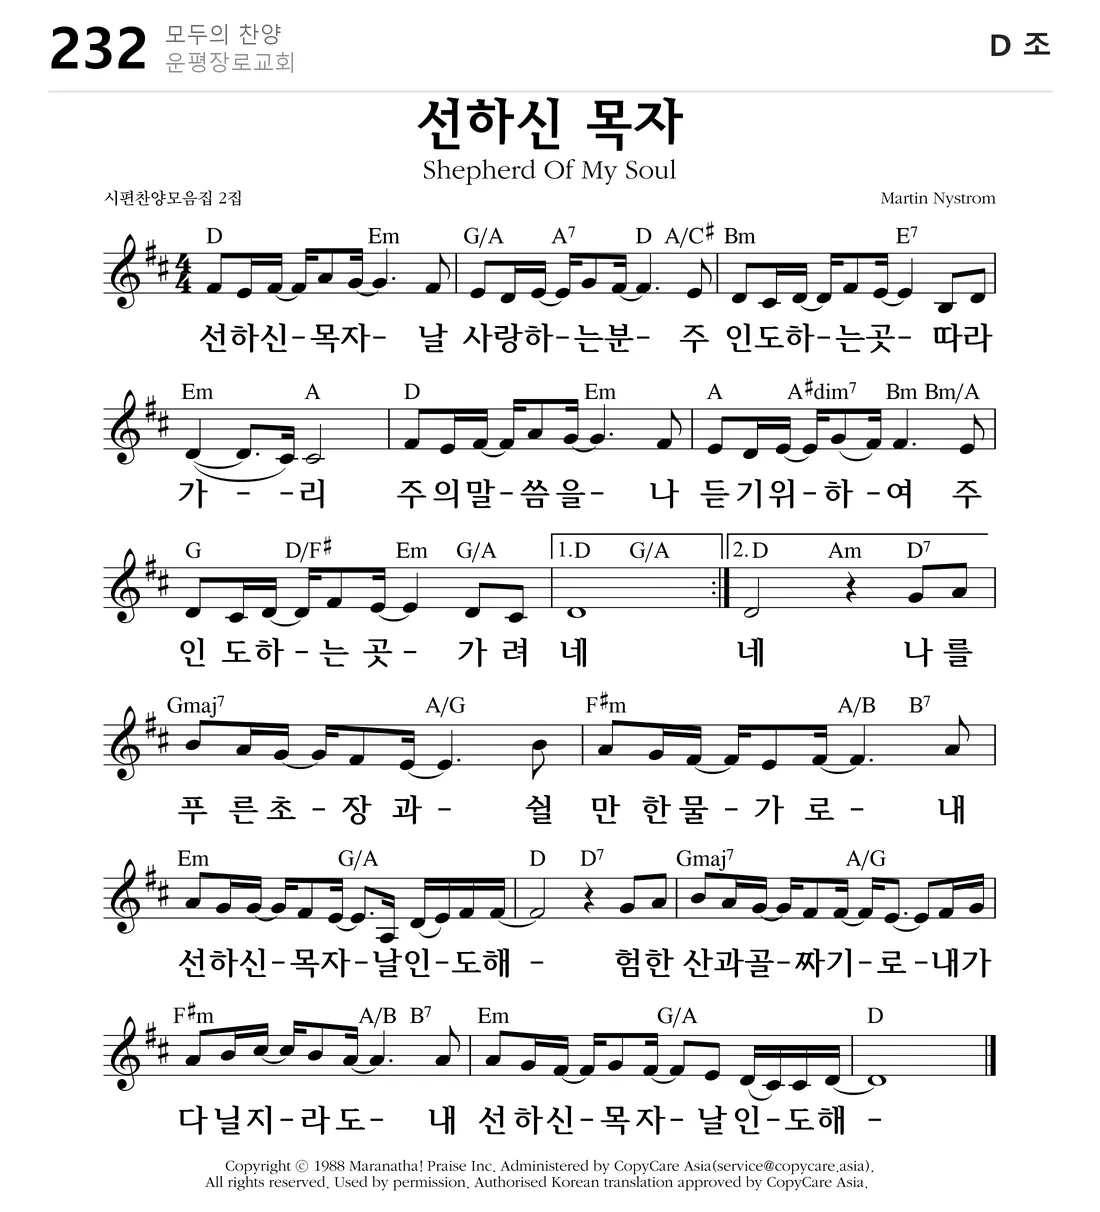 232 모두의 찬양
운평장로교회
D 조
선하신 목자
Shepherd Of My Soul
시편찬양모음집 2집 Martin Nystrom
D Em G/A A7 D A/C♯ Bm E7
선하신-목자- 날 사랑하-는분- 주 인도하-는곳- 따라
Em A D Em A A♯dim7 Bm Bm/A
가 - -리 주의말-씀을- 나 듣기위-하-여 주
G D/F♯ Em G/A 1. D G/A 2. D Am D7
인 도하 -는 곳 - 가 려 네 네 나 를
Gmaj7 A/G F♯m A/B B7
푸 른초 - 장 과 - 쉴 만 한물 - 가 로 - 내
Em G/A D D7 Gmaj7 A/G
선하신-목자-날인-도해 - 험한 산과골-짜기-로-내가
F♯m A/B B7 Em G/A D
다닐지-라도- 내 선하신-목자- 날인-도해 -
Copyright ⓒ 1988 Maranatha! Praise Inc. Administered by CopyCare Asia(service@copycare.asia).
All rights reserved. Used by permission. Authorised Korean translation approved by CopyCare Asia.